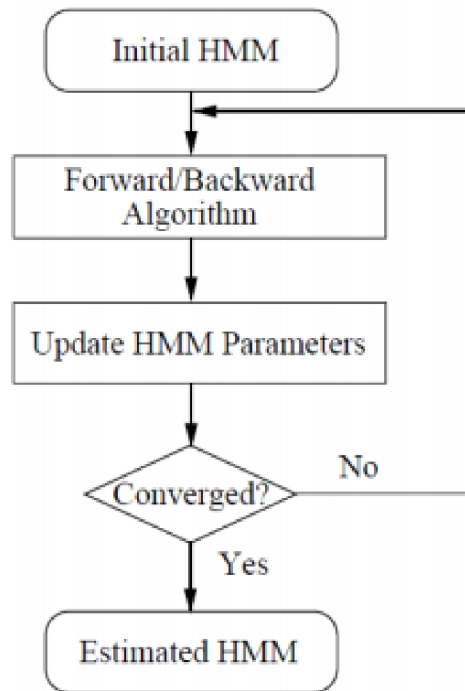 Initial HMM
Forward/Backward
Algorithm
Update HMM Parameters
Converged?
No
Yes
Estimated HMM